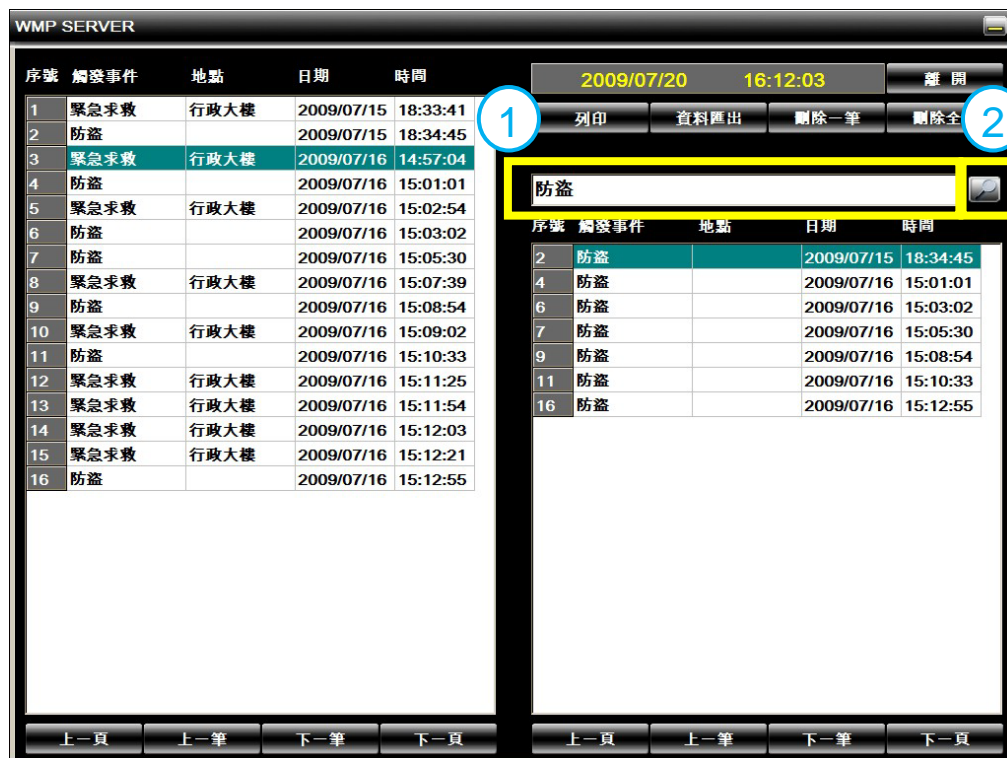 WMP SERVER
序號 觸發事件 地點 日期 時間
1 緊急求救 行政大樓 2009/07/15 18:33:41
2 防盜 2009/07/15 18:34:45
3 緊急求救 行政大樓 2009/07/16 14:57:04
4 防盜 2009/07/16 15:01:01
5 緊急求救 行政大樓 2009/07/16 15:02:54
6 防盜 2009/07/16 15:03:02
7 防盜 2009/07/16 15:05:30
8 緊急求救 行政大樓 2009/07/16 15:07:39
9 防盜 2009/07/16 15:08:54
10 緊急求救 行政大樓 2009/07/16 15:09:02
11 防盜 2009/07/16 15:10:33
12 緊急求救 行政大樓 2009/07/16 15:11:25
13 緊急求救 行政大樓 2009/07/16 15:11:54
14 緊急求救 行政大樓 2009/07/16 15:12:03
15 緊急求救 行政大樓 2009/07/16 15:12:21
16 防盜 2009/07/16 15:12:55
上一頁 上一筆 下一筆 下一頁
2009/07/20 16:12:03 離 開
1 列印 資料匯出 刪除一筆 刪除全 2
防盜
序號 觸發事件 地點 日期 時間
2 防盜 2009/07/15 18:34:45
4 防盜 2009/07/16 15:01:01
6 防盜 2009/07/16 15:03:02
7 防盜 2009/07/16 15:05:30
9 防盜 2009/07/16 15:08:54
11 防盜 2009/07/16 15:10:33
16 防盜 2009/07/16 15:12:55
上一頁 上一筆 下一筆 下一頁